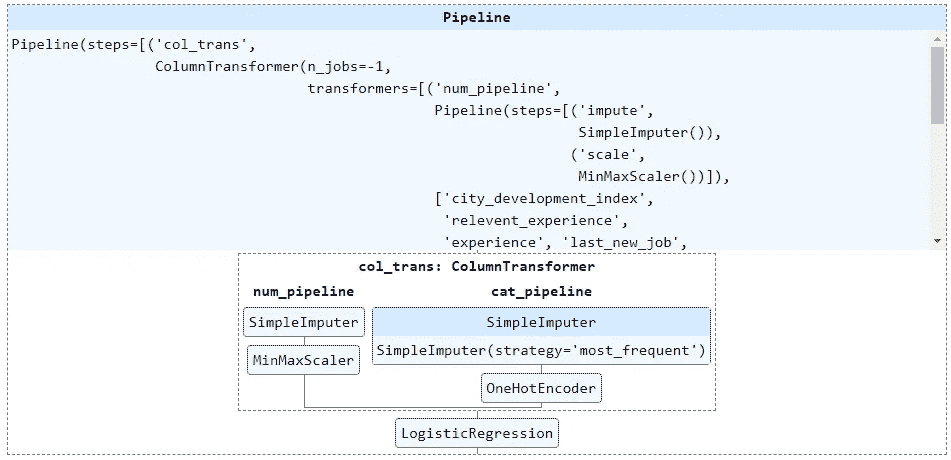 Pipeline
Pipeline(steps=[('col_trans',
ColumnTransformer(n_jobs=-1,
transformers=[('num_pipeline',
Pipeline(steps=[('impute',
SimpleImputer()),
('scale',
MinMaxScaler())]),
['city_development_index',
'relevent_experience',
'experience', 'last_new_job',
col_trans: ColumnTransformer
num_pipeline cat_pipeline
SimpleImputer SimpleImputer
SimpleImputer(strategy='most_frequent')
MinMaxScaler
OneHotEncoder
LogisticRegression